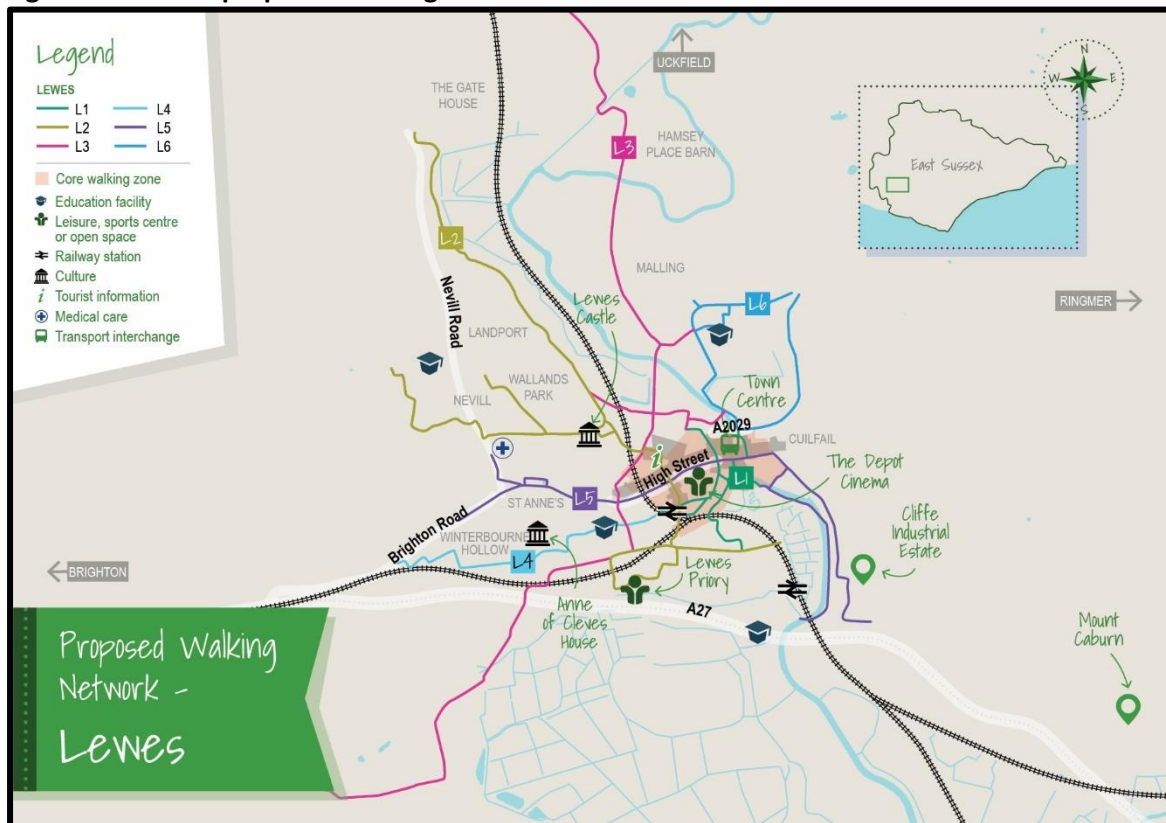 Legend
LEWES
L1
L2
L3
L4
L5
L6
Core walking zone
Education facility
Leisure, sports centre
or open space
Railway station
Culture
Tourist information
Medical care
Transport interchange
UCKFIELD
N
W
E
S
East Sussex
THE GATE
HOUSE
HAMSEY
PLACE BARN
L3
L2
Nevill Road
MALLING
Lewes
Castle
L6
RINGMER
LANDPORT
WALLANDS
PARK
NEVILL
Town
Centre
A2029
CUILFAIL
i
High Street
L1
The Depot
Cinema
ST ANNE'S
L5
Brighton Road
WINTERBOURNE
HOLLOW
L4
Cliffe
Industrial
Estate
BRIGHTON
Lewes
Priory
Anne
of Cleves
House
A27
Mount
Caburn
Proposed Walking
Network -
Lewes